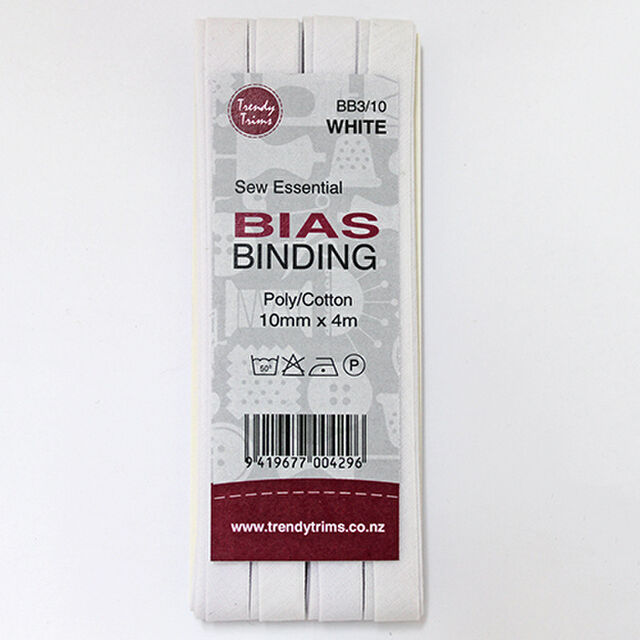 Trendy
Trims
BB3/10
WHITE
Sew Essential
BIAS
BINDING
Poly/Cotton
10mm x 4m
50°
P
9 419677 004296
www.trendytrims.co.nz